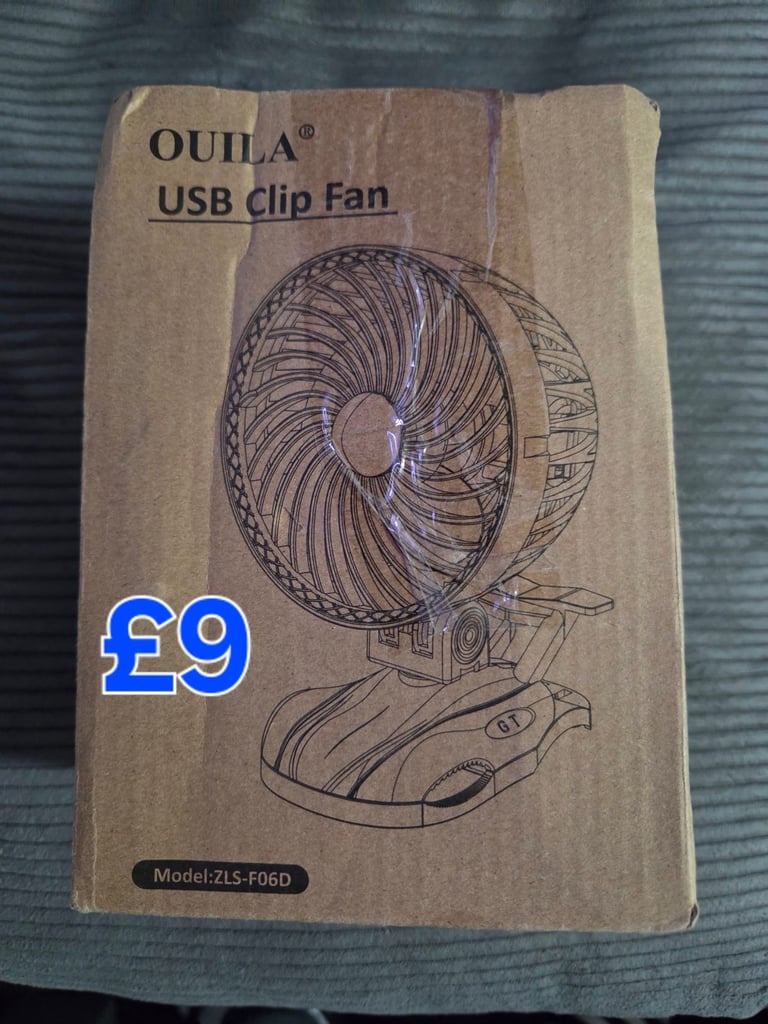 OUILA®
USB Clip Fan
£9
GT
Model:ZLS-F06D